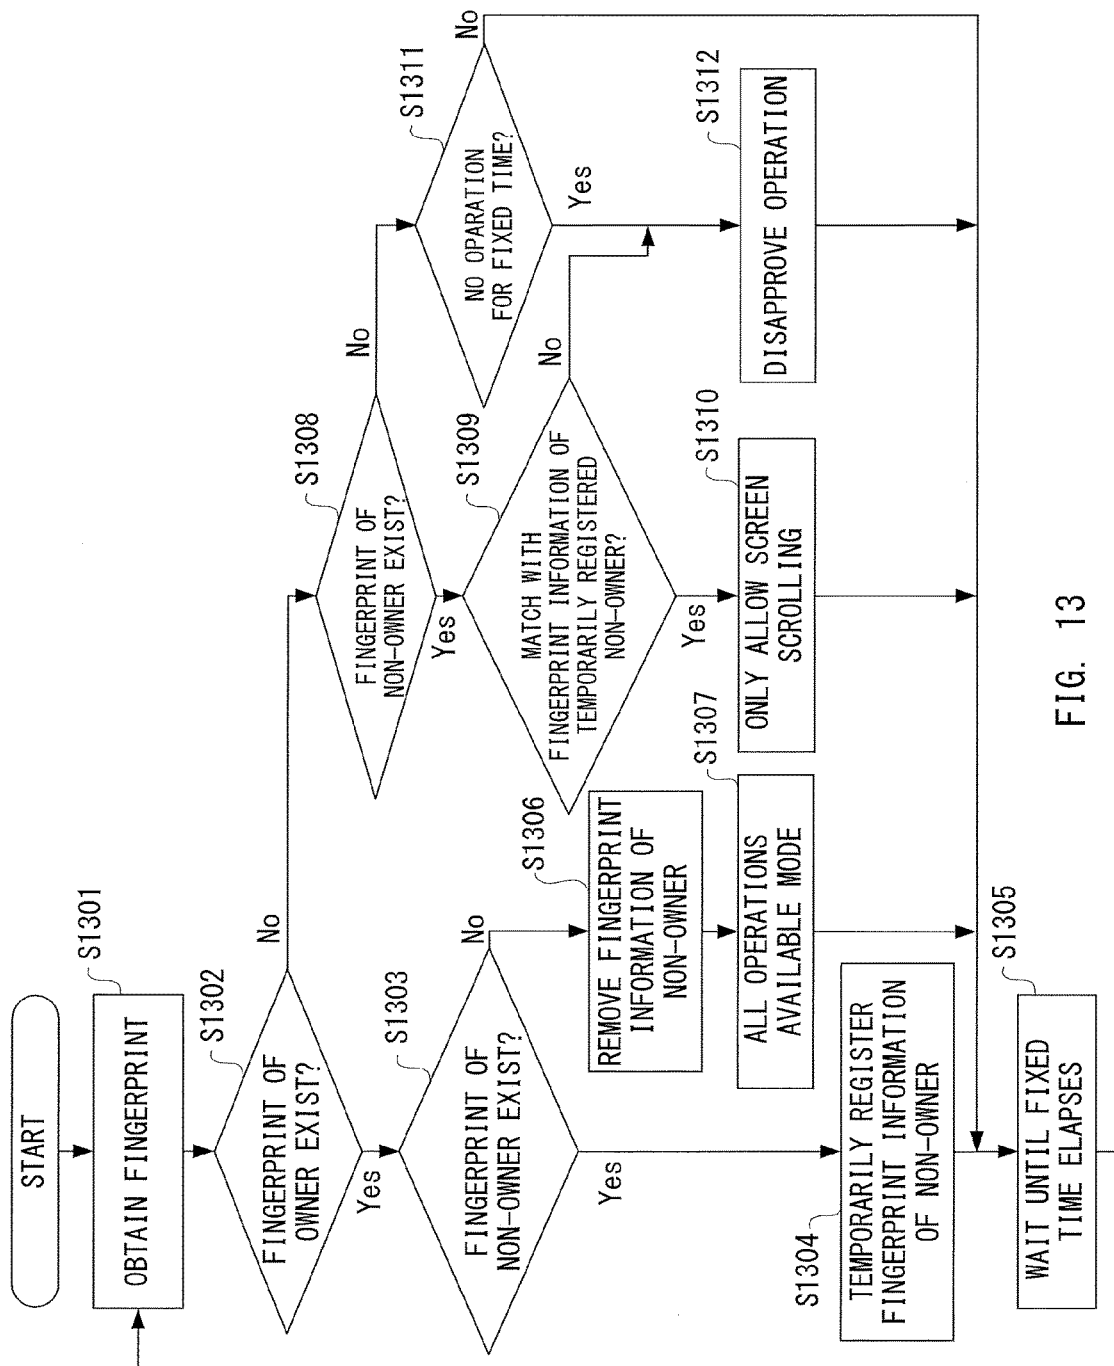 START
S1301
OBTAIN FINGERPRINT
S1302
FINGERPRINT OF
OWNER EXIST?
No
Yes
S1303
FINGERPRINT OF
NON-OWNER EXIST?
No
Yes
S1304
TEMPORARILY REGISTER
FINGERPRINT INFORMATION
OF NON-OWNER
S1305
WAIT UNTIL FIXED
TIME ELAPSES
S1306
REMOVE FINGERPRINT
INFORMATION OF
NON-OWNER
S1307
ALL OPERATIONS
AVAILABLE MODE
S1308
FINGERPRINT OF
NON-OWNER EXIST?
No
Yes
S1309
MATCH WITH
FINGERPRINT INFORMATION OF
TEMPORARILY REGISTERED
NON-OWNER?
No
Yes
S1310
ONLY ALLOW SCREEN
SCROLLING
S1311
NO OPARATION
FOR FIXED TIME?
No
Yes
S1312
DISAPPROVE OPERATION
FIG. 13